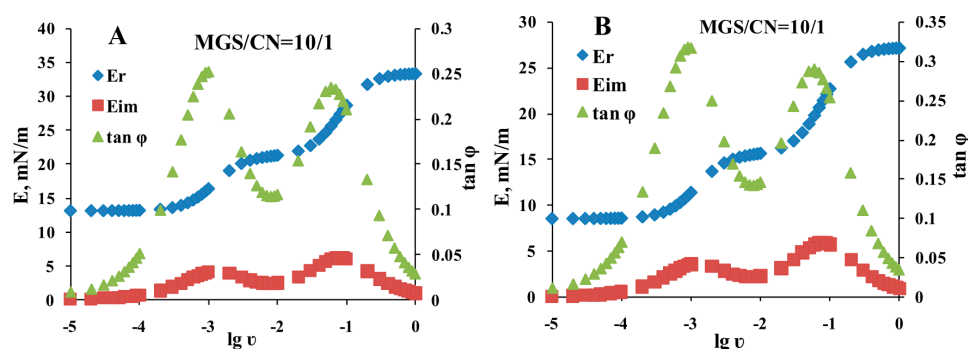 A
MGS/CN=10/1
Er
Eim
tan φ
E, mN/m
40
35
30
25
20
15
10
5
0
0.3
0.25
0.2
0.15
0.1
0.05
0
tan φ
-5 -4 -3 -2 -1 0
lg υ
B
MGS/CN=10/1
Er
Eim
tan φ
E, mN/m
30
25
20
15
10
5
0
0.35
0.3
0.25
0.2
0.15
0.1
0.05
0
tan φ
-5 -4 -3 -2 -1 0
lg υ